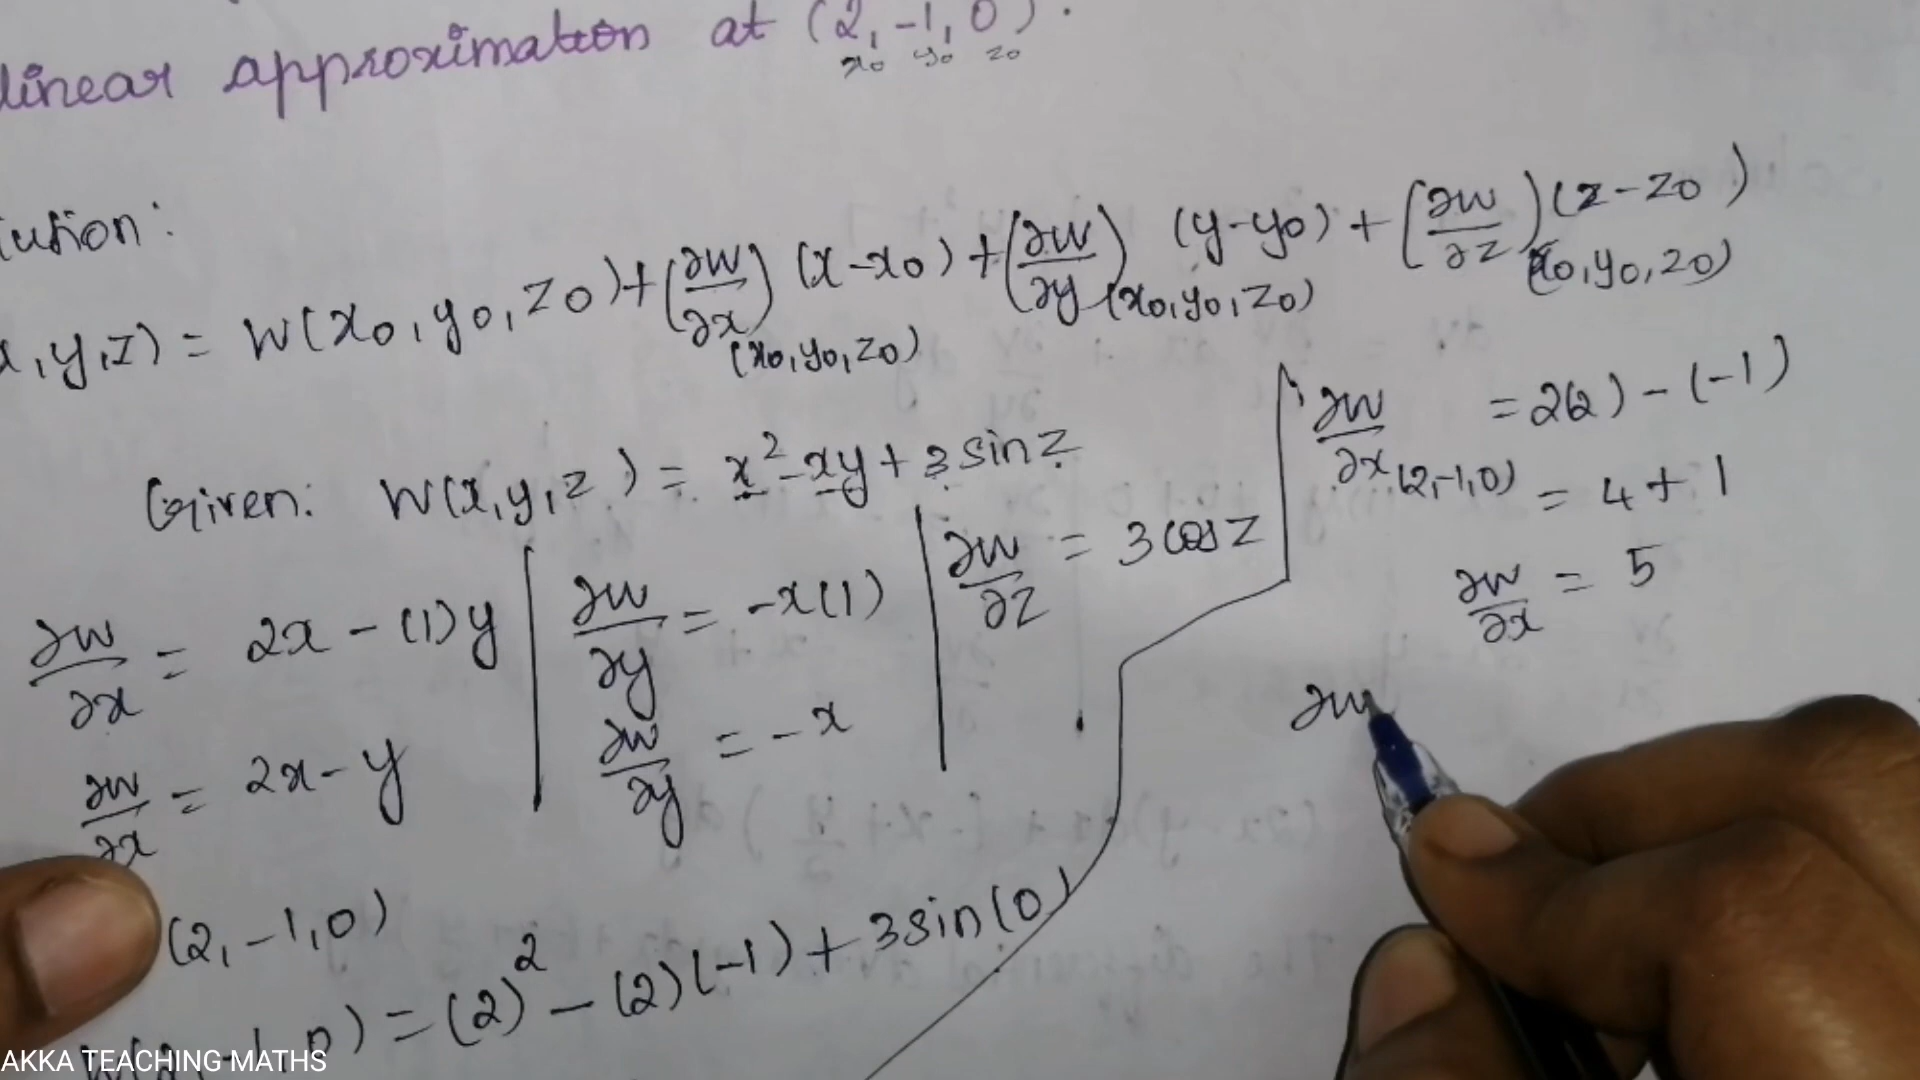 linear approximation at (2, -1, 0).
x₀ y₀ z₀
ution:
x, y, z) = W(x₀, y₀, z₀) + (∂w/∂x)(x₀, y₀, z₀) (x-x₀) + (∂w/∂y)(x₀, y₀, z₀) (y-y₀) + (∂w/∂z)(x₀, y₀, z₀) (z-z₀)
Given: W(x, y, z) = x² - xy + 3 sin z
∂w/∂x = 2x - (1)y
∂w/∂x = 2x - y
∂w/∂y = -x(1)
∂w/∂y = -x
∂w/∂z = 3 cos z
(2, -1, 0)
W(2, -1, 0) = (2)² - (2)(-1) + 3 sin(0)
∂w/∂x (2, -1, 0) = 2(2) - (-1)
= 4 + 1
∂w/∂x = 5
∂w
AKKA TEACHING MATHS